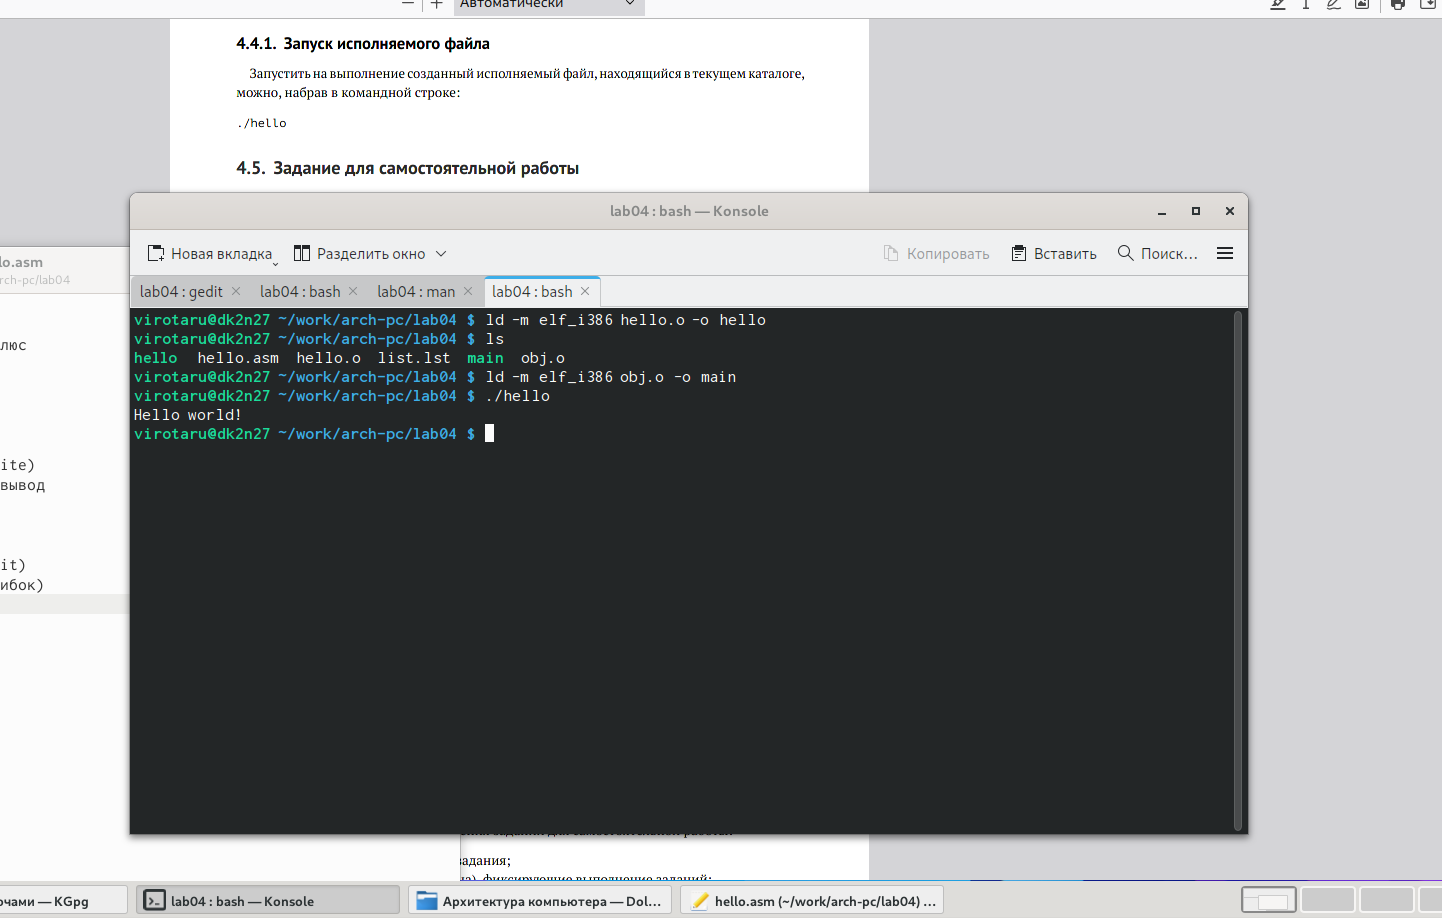 Автоматически
4.4.1. Запуск исполняемого файла
Запустить на выполнение созданный исполняемый файл, находящийся в текущем каталоге,
можно, набрав в командной строке:
./hello
4.5. Задание для самостоятельной работы
lab04 : bash — Konsole
Новая вкладка
Разделить окно
Копировать
Вставить
Поиск...
lo.asm
rch-pc/lab04
lab04 : gedit
lab04 : bash
lab04 : man
lab04 : bash
virotaru@dk2n27 ~/work/arch-pc/lab04 $ ld -m elf_i386 hello.o -o hello
virotaru@dk2n27 ~/work/arch-pc/lab04 $ ls
hello hello.asm hello.o list.lst main obj.o
virotaru@dk2n27 ~/work/arch-pc/lab04 $ ld -m elf_i386 obj.o -o main
virotaru@dk2n27 ~/work/arch-pc/lab04 $ ./hello
Hello world!
virotaru@dk2n27 ~/work/arch-pc/lab04 $
люс
ite)
вывод
it)
ибок)
задания;
фиксирующие выполнение заданий;
очами — KGpg
lab04 : bash — Konsole
Архитектура компьютера — Dol...
hello.asm (~/work/arch-pc/lab04) ...